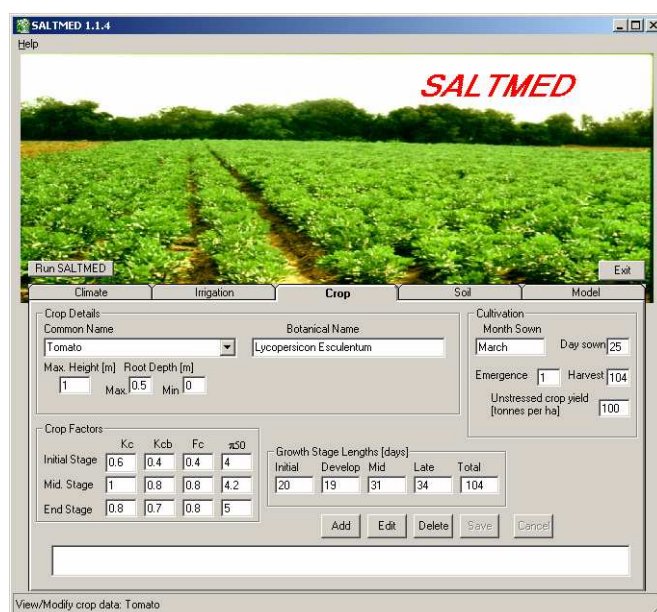 SALTMED 1.1.4
Help
SALTMED
Run SALTMED
Exit
Climate Irrigation Crop Soil Model
Crop Details
Common Name Botanical Name
Tomato Lycopersicon Esculentum
Max. Height [m] Root Depth [m]
1 Max. 0.5 Min 0
Cultivation
Month Sown
March Day sown 25
Emergence 1 Harvest 104
Unstressed crop yield
[tonnes per ha] 100
Crop Factors
Kc Kcb Fc π50
Initial Stage 0.6 0.4 0.4 4
Mid. Stage 1 0.8 0.8 4.2
End Stage 0.8 0.7 0.8 5
Growth Stage Lengths [days]
Initial Develop Mid Late Total
20 19 31 34 104
Add Edit Delete Save Cancel
View/Modify crop data: Tomato